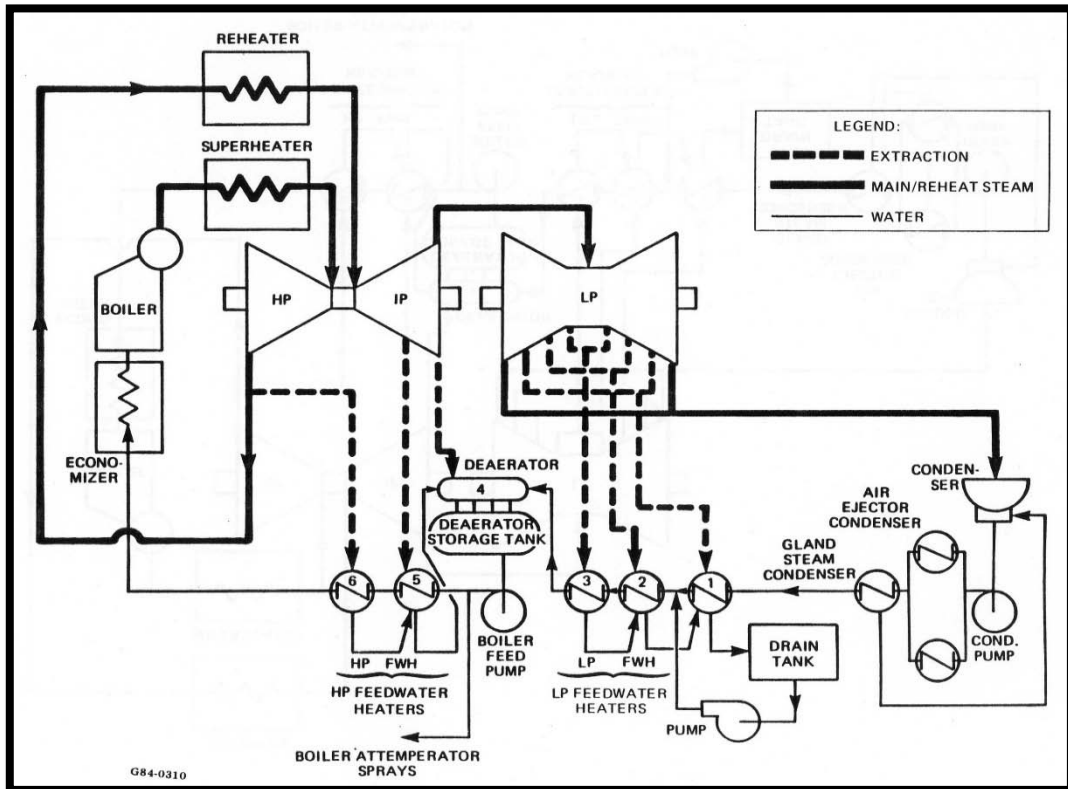 REHEATER
SUPERHEATER
LEGEND:
EXTRACTION
MAIN/REHEAT STEAM
WATER
BOILER
HP
IP
LP
ECONO-
MIZER
DEAERATOR
4
DEAERATOR
STORAGE TANK
CONDEN-
SER
AIR
EJECTOR
CONDENSER
GLAND
STEAM
CONDENSER
6
5
3
2
1
HP FWH
HP FEEDWATER
HEATERS
BOILER
FEED
PUMP
LP FWH
LP FEEDWATER
HEATERS
DRAIN
TANK
PUMP
COND.
PUMP
BOILER ATTEMPERATOR
SPRAYS
G84-0310